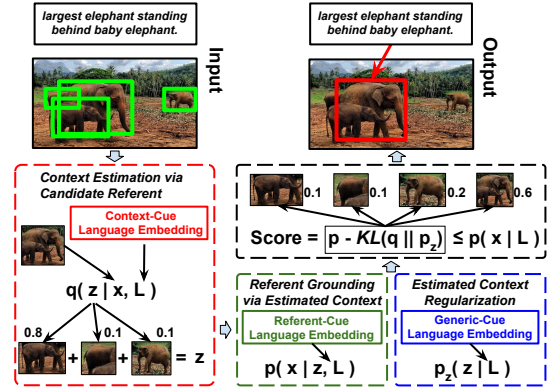 largest elephant standing
behind baby elephant.
Input
Context Estimation via
Candidate Referent
Context-Cue
Language Embedding
q( z | x, L )
0.8
0.1
0.1
+
+
= z
largest elephant standing
behind baby elephant.
Output
0.1
0.1
0.2
0.6
Score = p - KL(q || p_z) ≤ p( x | L )
Referent Grounding
via Estimated Context
Referent-Cue
Language Embedding
p( x | z, L )
Estimated Context
Regularization
Generic-Cue
Language Embedding
p_z( z | L )